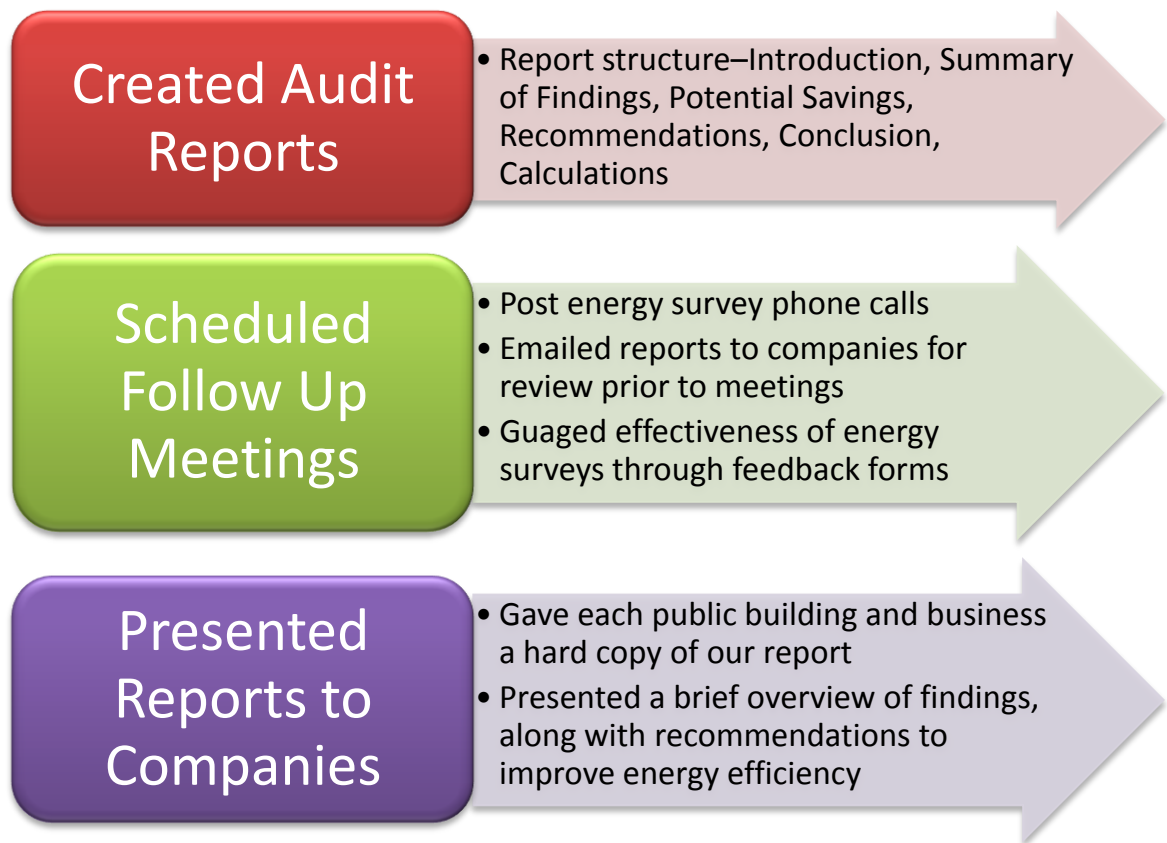 Created Audit
Reports
• Report structure–Introduction, Summary
of Findings, Potential Savings,
Recommendations, Conclusion,
Calculations
Scheduled
Follow Up
Meetings
• Post energy survey phone calls
• Emailed reports to companies for
review prior to meetings
• Guaged effectiveness of energy
surveys through feedback forms
Presented
Reports to
Companies
• Gave each public building and business
a hard copy of our report
• Presented a brief overview of findings,
along with recommendations to
improve energy efficiency